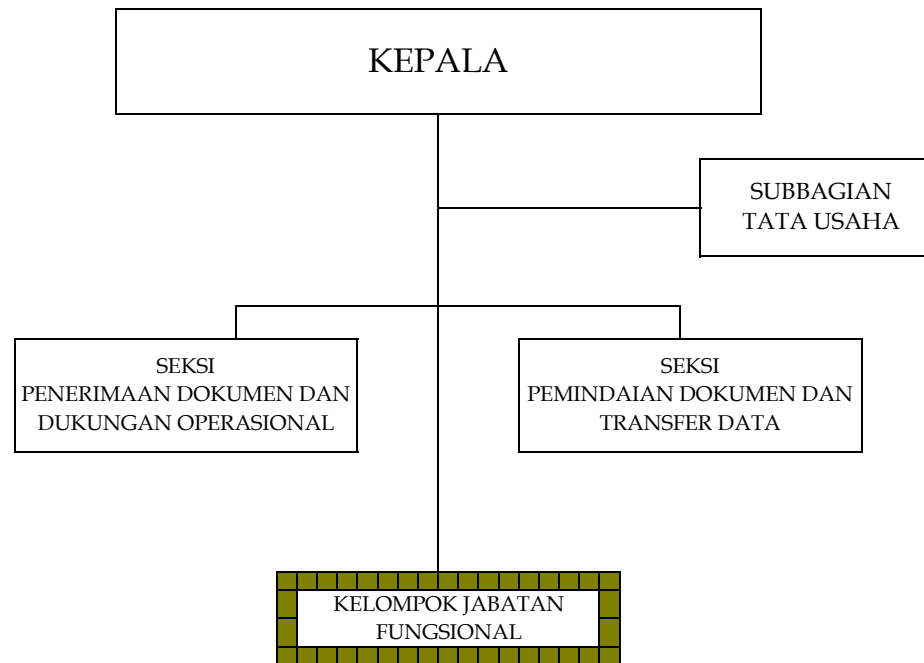 KEPALA
SUBBAGIAN
TATA USAHA
SEKSI
PENERIMAAN DOKUMEN DAN
DUKUNGAN OPERASIONAL
SEKSI
PEMINDAIAN DOKUMEN DAN
TRANSFER DATA
KELOMPOK JABATAN
FUNGSIONAL